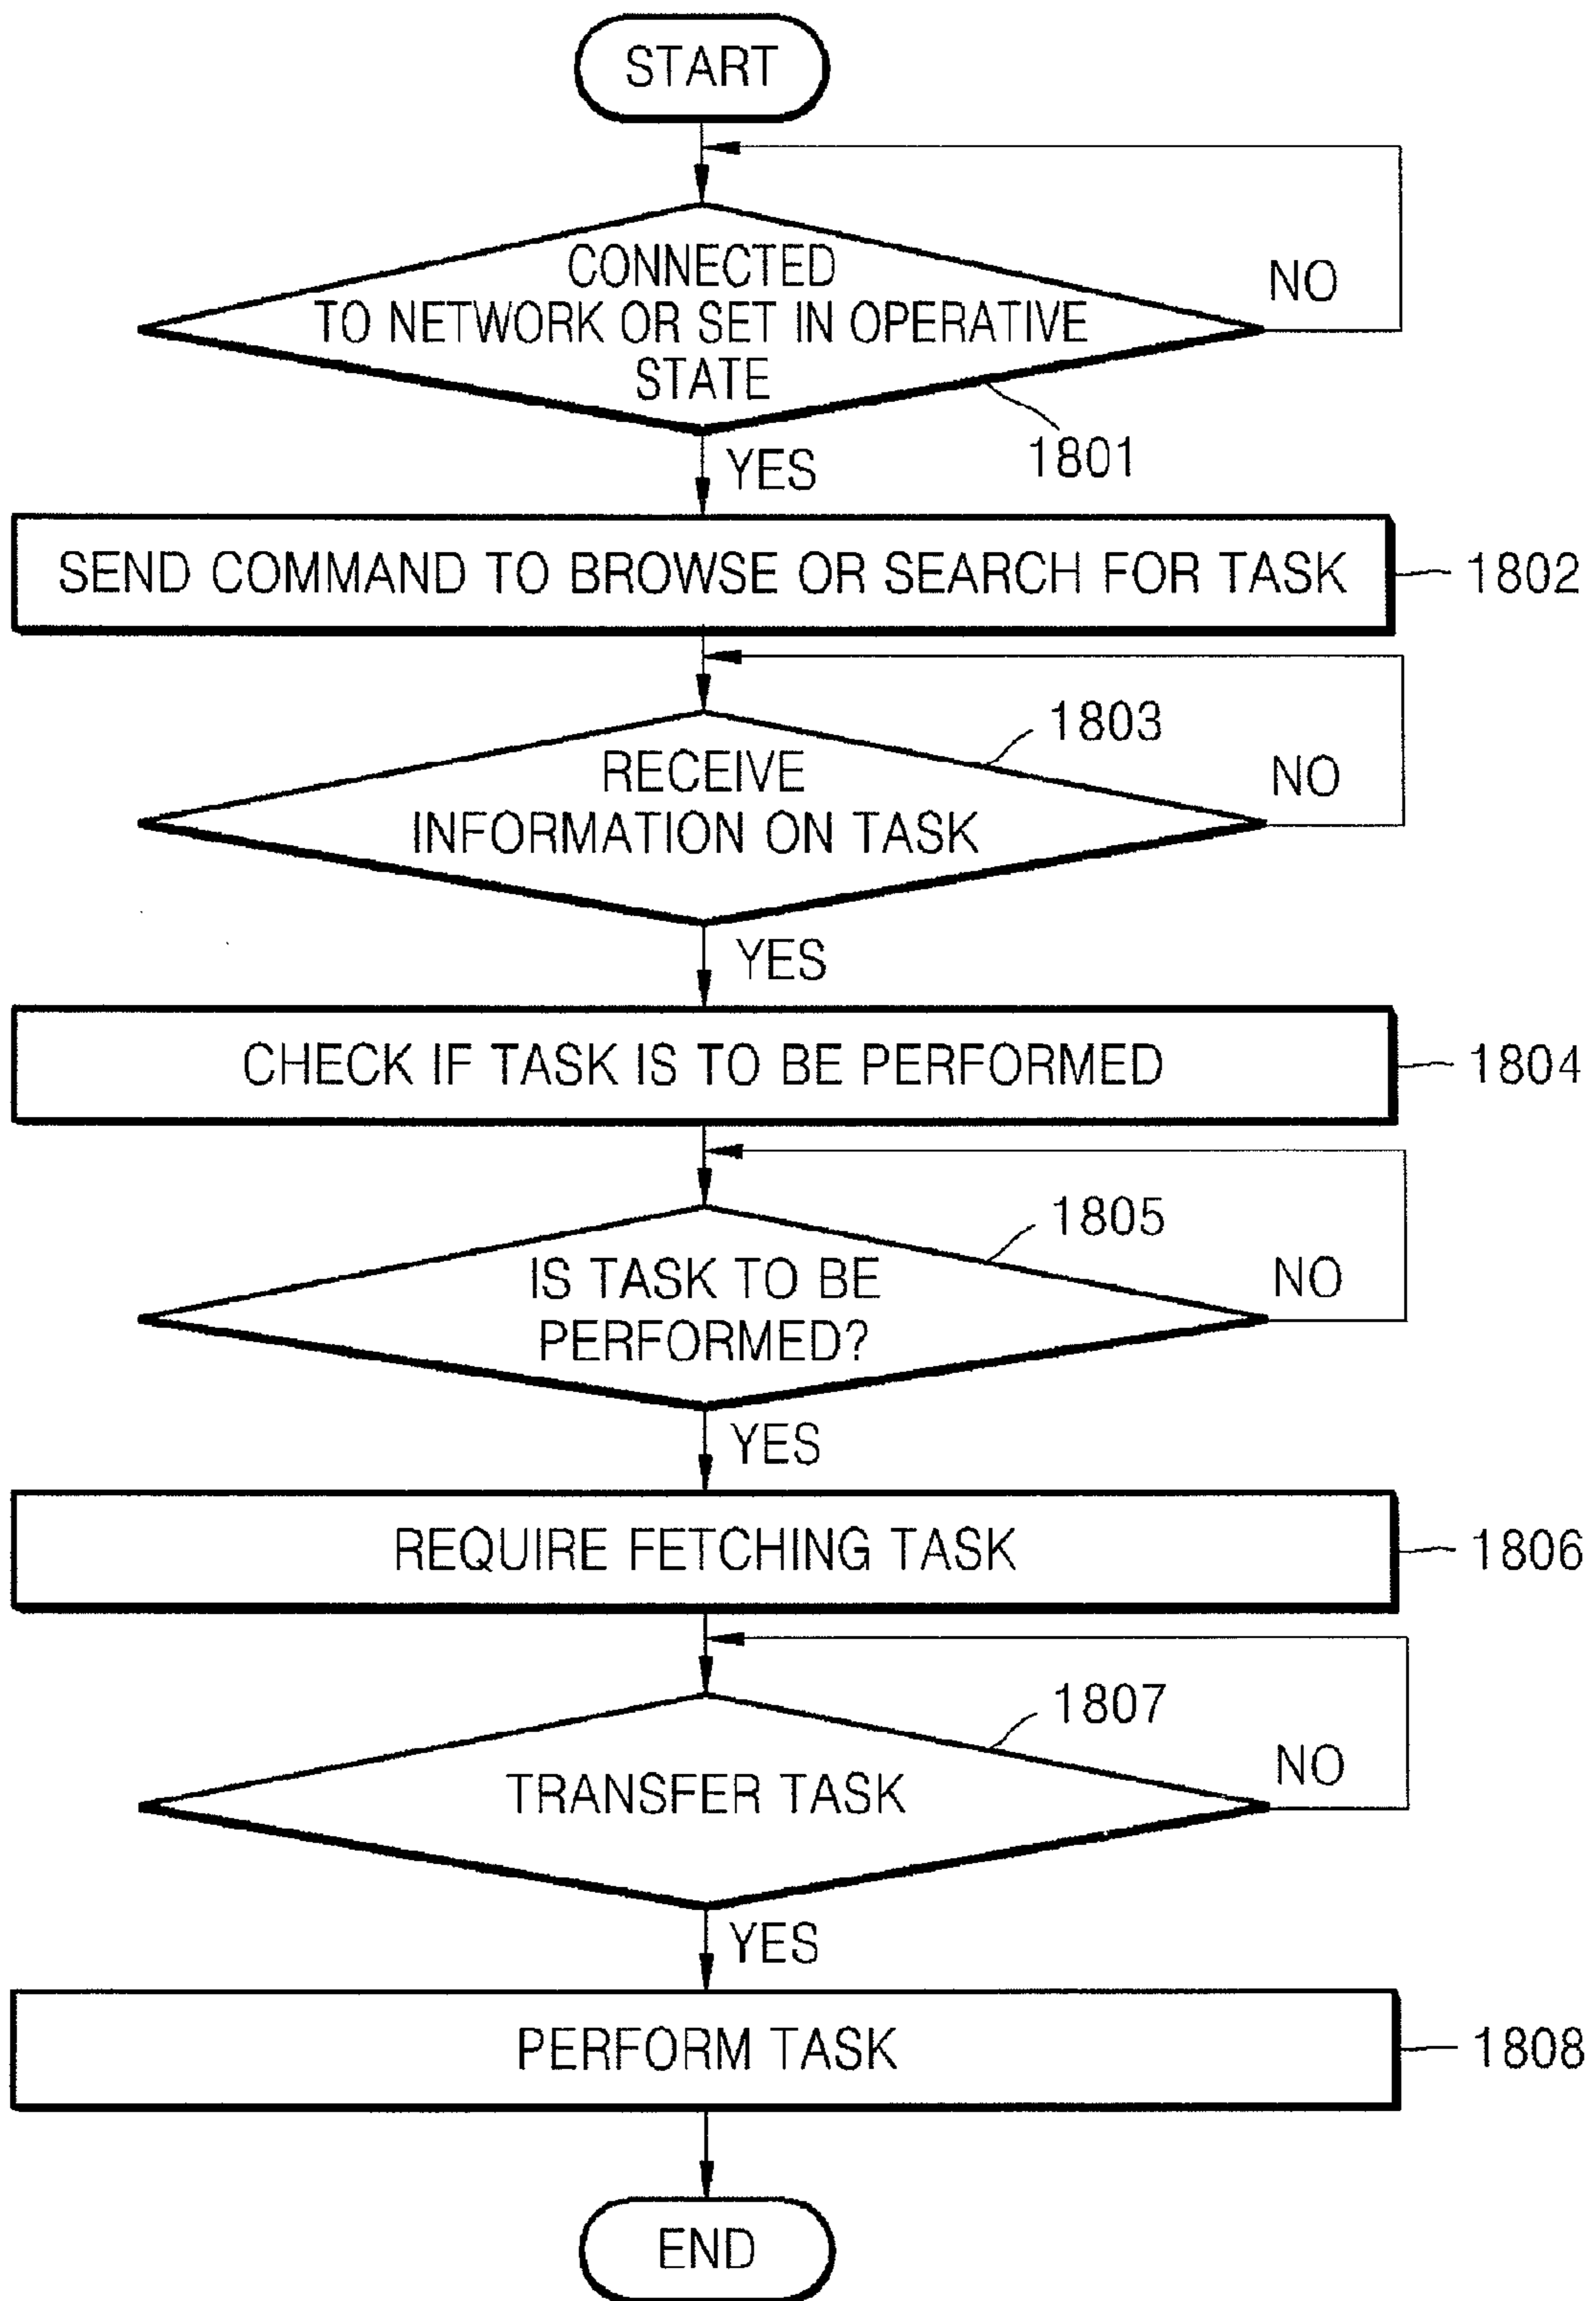 START
CONNECTED
TO NETWORK OR SET IN OPERATIVE
STATE
NO
1801
YES
SEND COMMAND TO BROWSE OR SEARCH FOR TASK
1802
1803
RECEIVE
INFORMATION ON TASK
NO
YES
CHECK IF TASK IS TO BE PERFORMED
1804
1805
IS TASK TO BE
PERFORMED?
NO
YES
REQUIRE FETCHING TASK
1806
1807
TRANSFER TASK
NO
YES
PERFORM TASK
1808
END